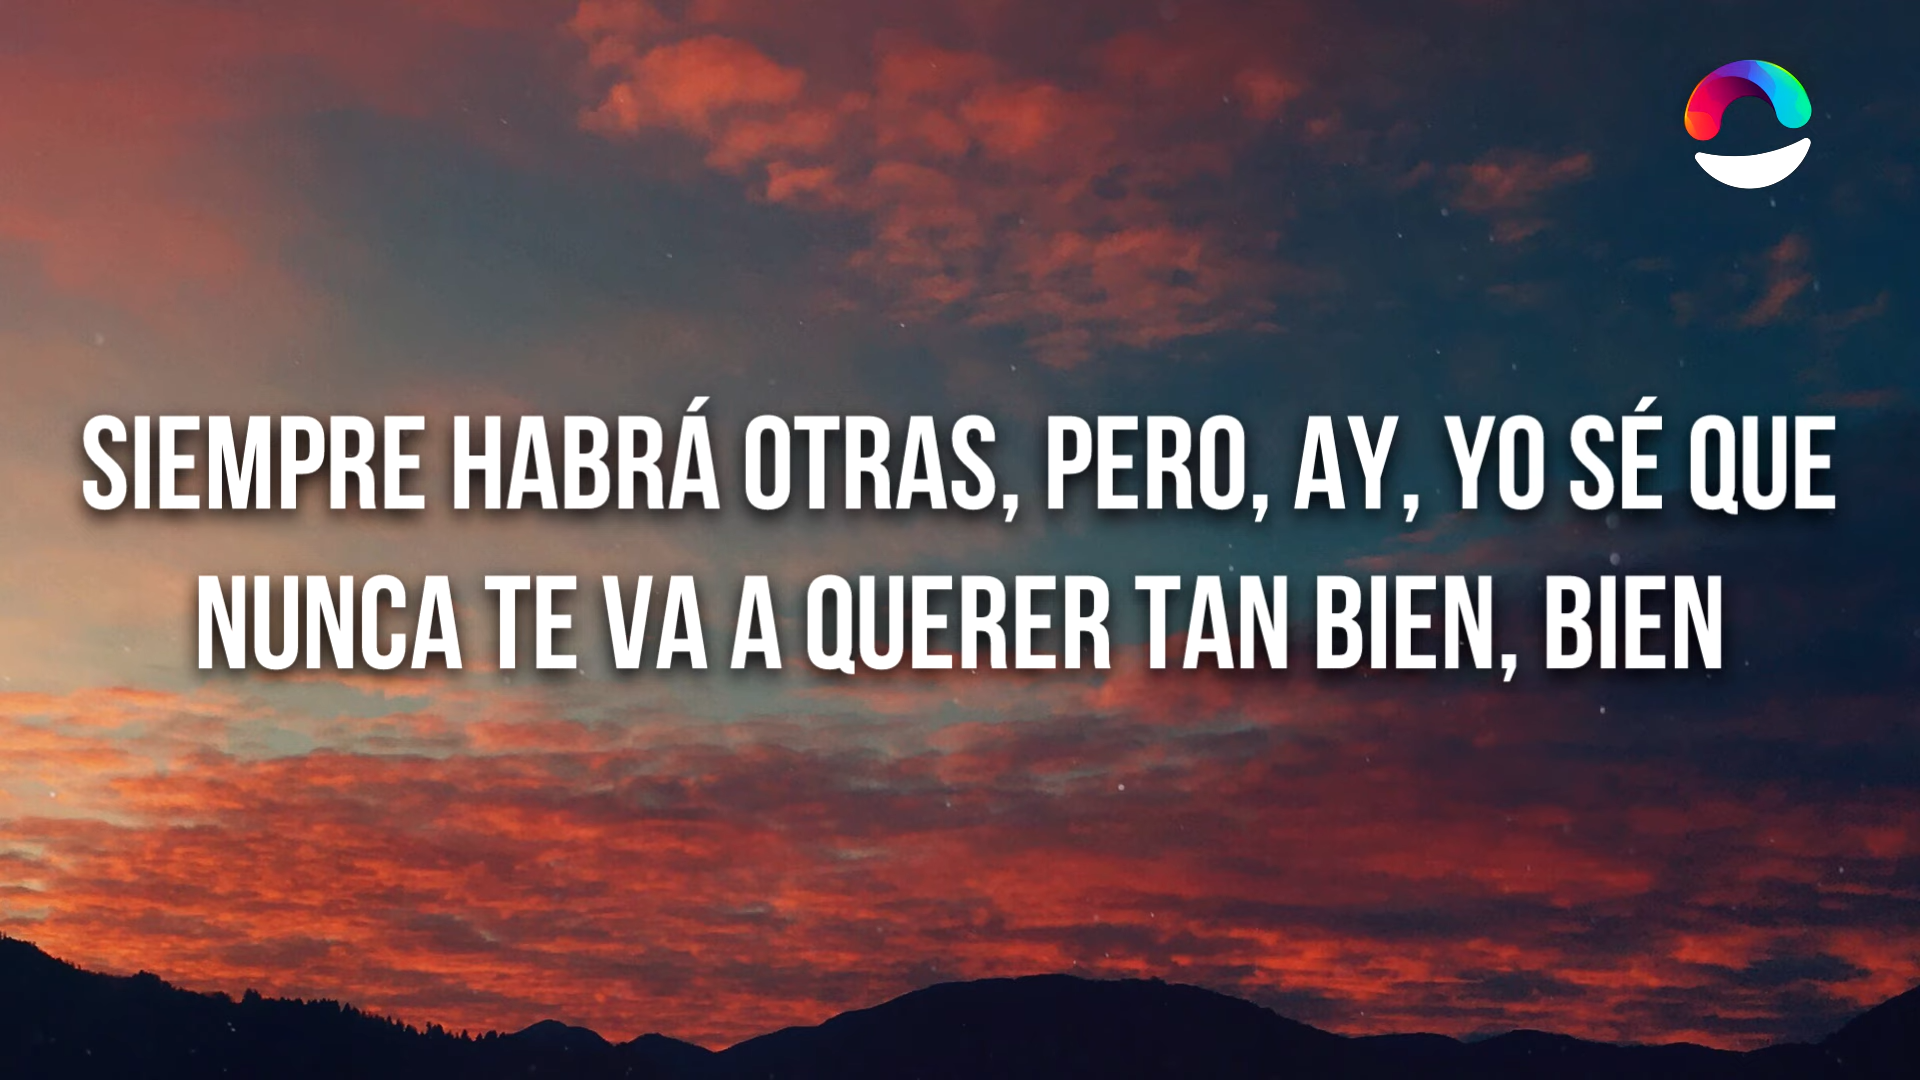 SIEMPRE HABRÁ OTRAS, PERO, AY, YO SÉ QUE
NUNCA TE VA A QUERER TAN BIEN, BIEN